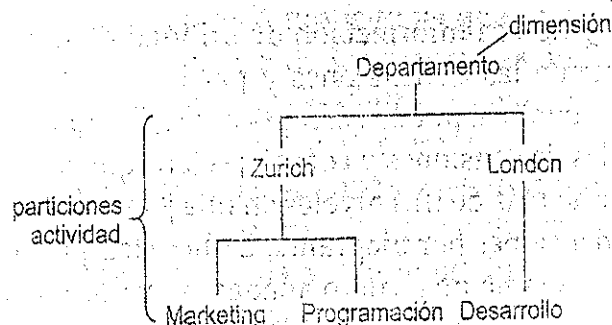 dimensión
Departamento
Zurich
London
particiones
actividad
Marketing
Programación
Desarrollo